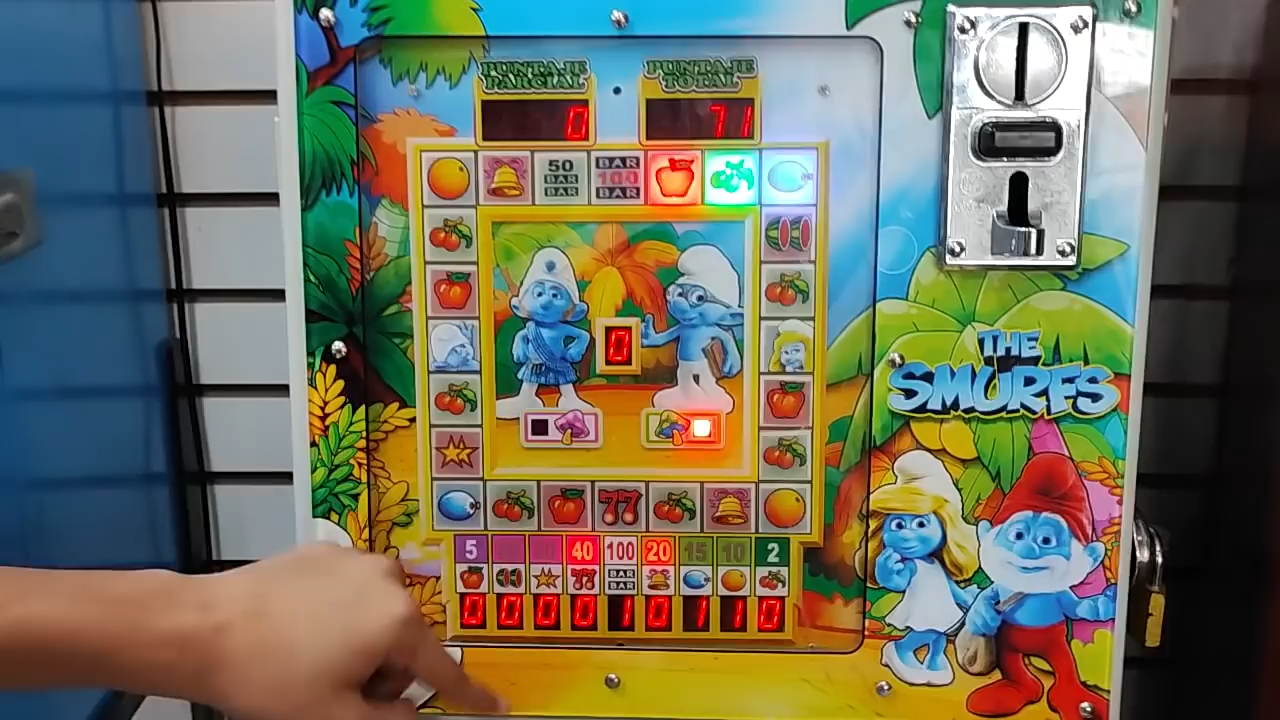 PUNTAJE PARCIAL
PUNTAJE TOTAL
0
71
50 BAR BAR
BAR 100 BAR
0
THE SMURFS
77
5
40
100
20
15
10
2
77
BAR BAR
0 0 0 0 1 0 1 1 0